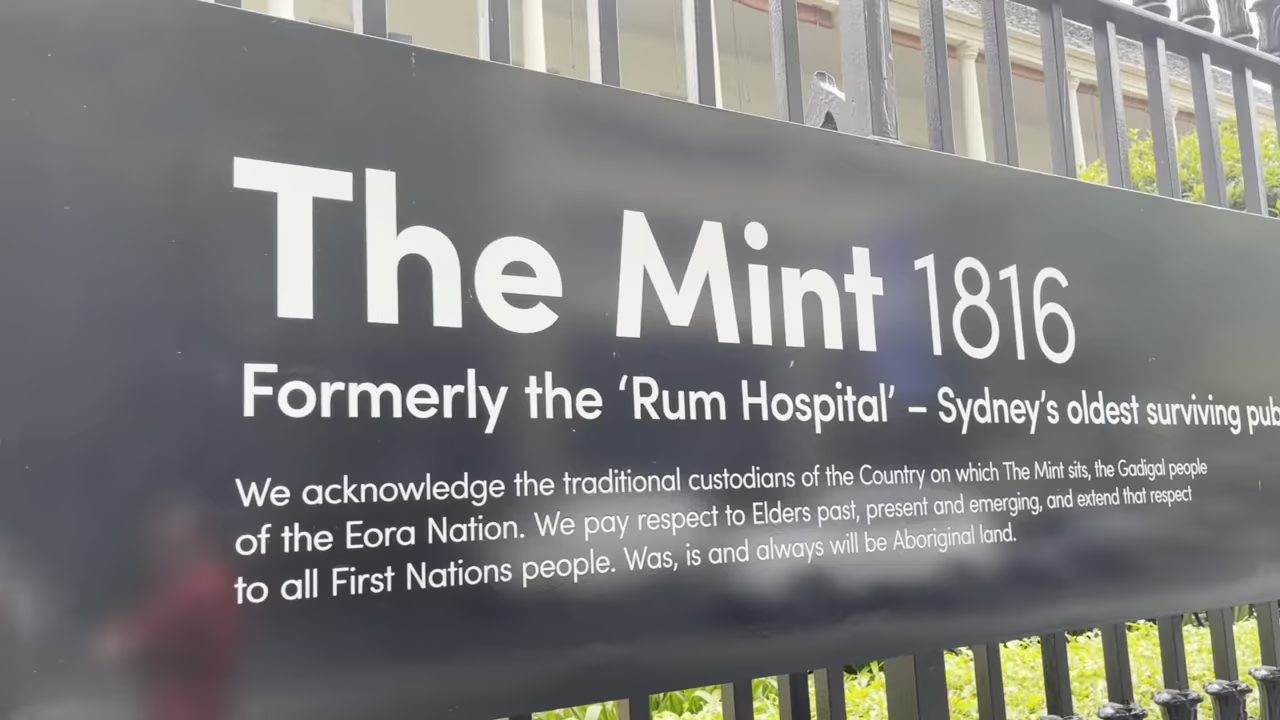 The Mint 1816
Formerly the ‘Rum Hospital’ – Sydney’s oldest surviving
We acknowledge the traditional custodians of the Country on which The Mint sits, the Gadigal people
of the Eora Nation. We pay respect to Elders past, present and emerging, and extend that respect
to all First Nations people. Was, is and always will be Aboriginal land.